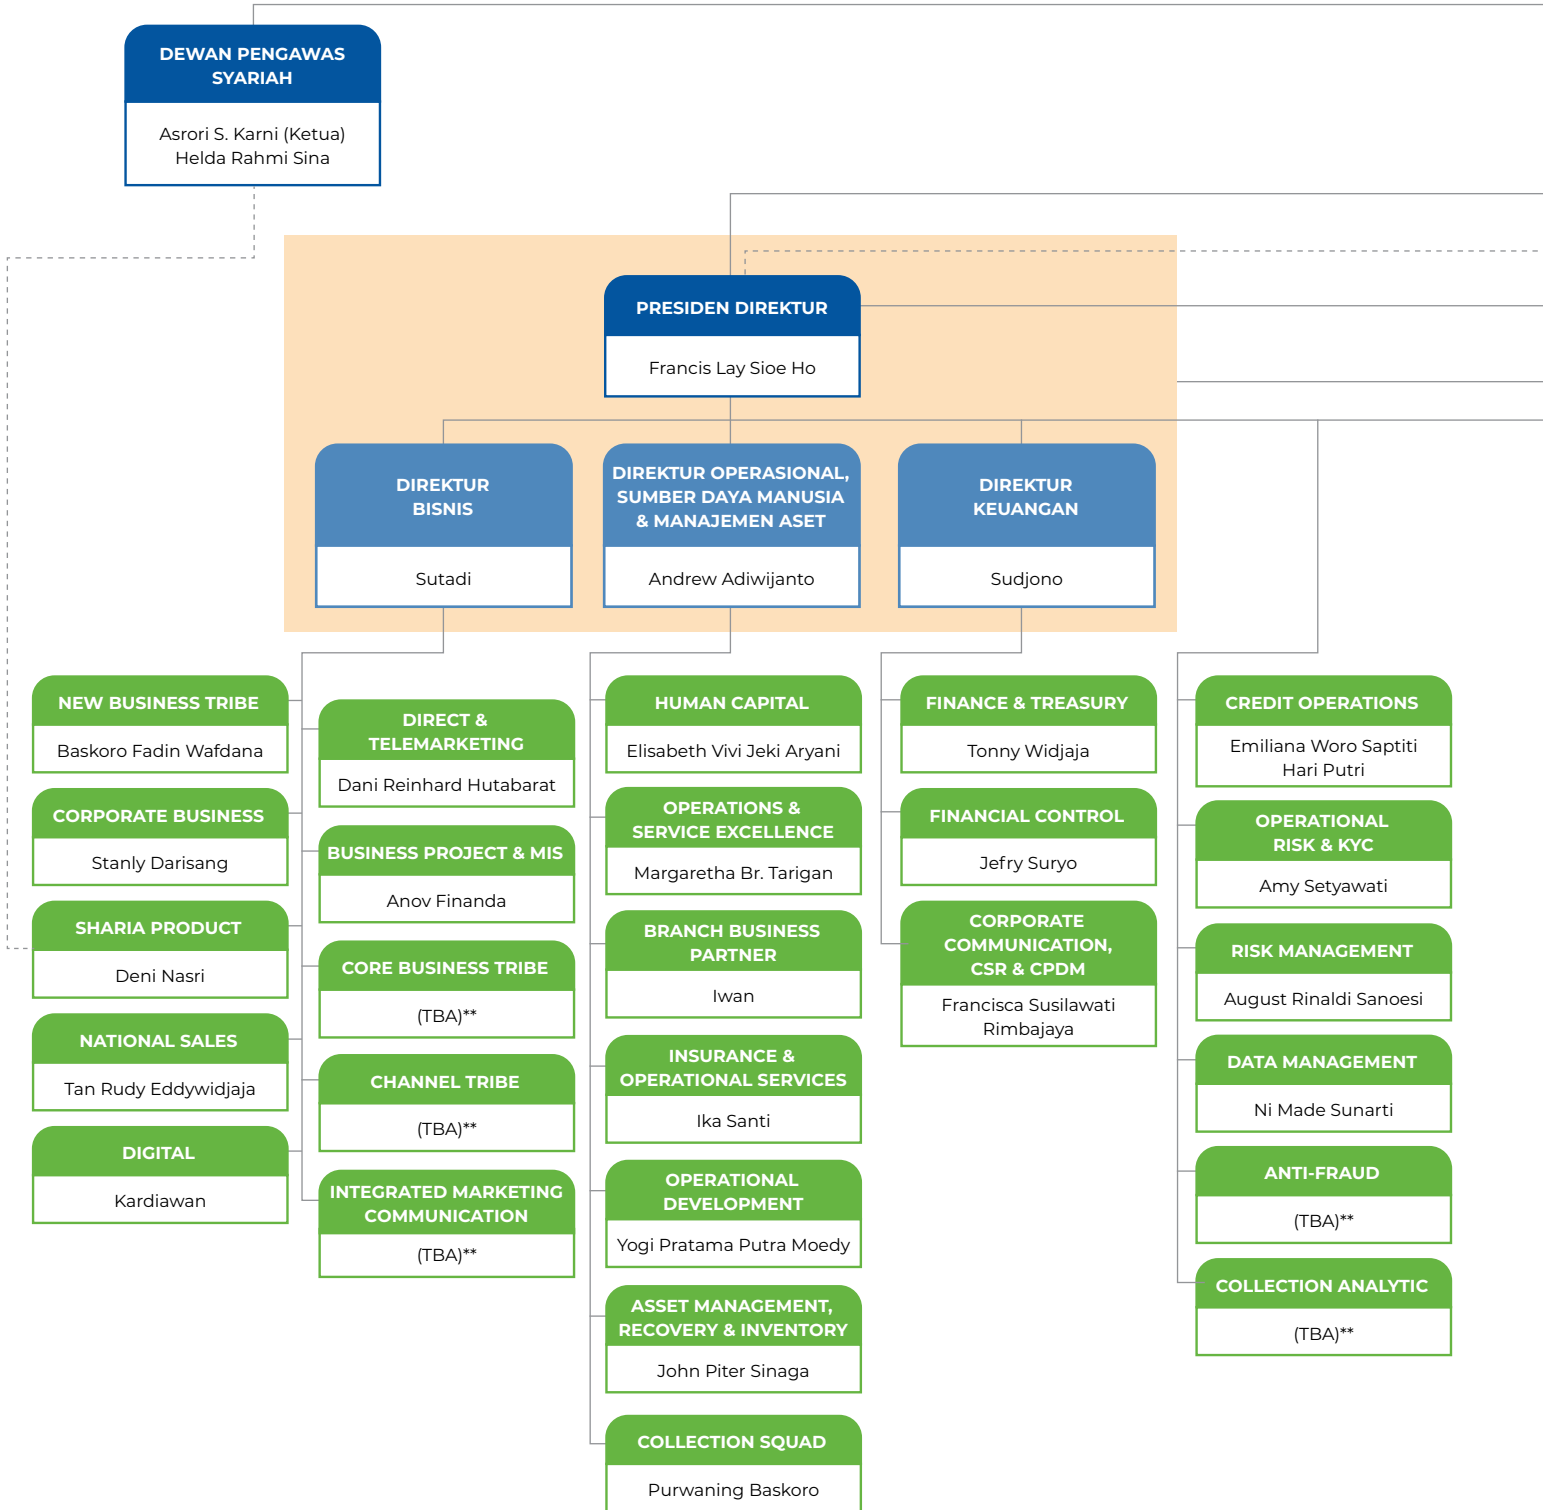 DEWAN PENGAWAS
SYARIAH
Asrori S. Karni (Ketua)
Helda Rahmi Sina
PRESIDEN DIREKTUR
Francis Lay Sioe Ho
DIREKTUR
BISNIS
Sutadi
DIREKTUR OPERASIONAL,
SUMBER DAYA MANUSIA
& MANAJEMEN ASET
Andrew Adiwijanto
DIREKTUR
KEUANGAN
Sudjono
NEW BUSINESS TRIBE
Baskoro Fadin Wafdana
CORPORATE BUSINESS
Stanly Darisang
SHARIA PRODUCT
Deni Nasri
NATIONAL SALES
Tan Rudy Eddywidjaja
DIGITAL
Kardiawan
DIRECT &
TELEMARKETING
Dani Reinhard Hutabarat
BUSINESS PROJECT & MIS
Anov Finanda
CORE BUSINESS TRIBE
(TBA)**
CHANNEL TRIBE
(TBA)**
INTEGRATED MARKETING
COMMUNICATION
(TBA)**
HUMAN CAPITAL
Elisabeth Vivi Jeki Aryani
OPERATIONS &
SERVICE EXCELLENCE
Margaretha Br. Tarigan
BRANCH BUSINESS
PARTNER
Iwan
INSURANCE &
OPERATIONAL SERVICES
Ika Santi
OPERATIONAL
DEVELOPMENT
Yogi Pratama Putra Moedy
ASSET MANAGEMENT,
RECOVERY & INVENTORY
John Piter Sinaga
COLLECTION SQUAD
Purwaning Baskoro
FINANCE & TREASURY
Tonny Widjaja
FINANCIAL CONTROL
Jefry Suryo
CORPORATE
COMMUNICATION,
CSR & CPDM
Francisca Susilawati
Rimbajaya
CREDIT OPERATIONS
Emiliana Woro Saptiti
Hari Putri
OPERATIONAL
RISK & KYC
Amy Setyawati
RISK MANAGEMENT
August Rinaldi Sanoesi
DATA MANAGEMENT
Ni Made Sunarti
ANTI-FRAUD
(TBA)**
COLLECTION ANALYTIC
(TBA)**